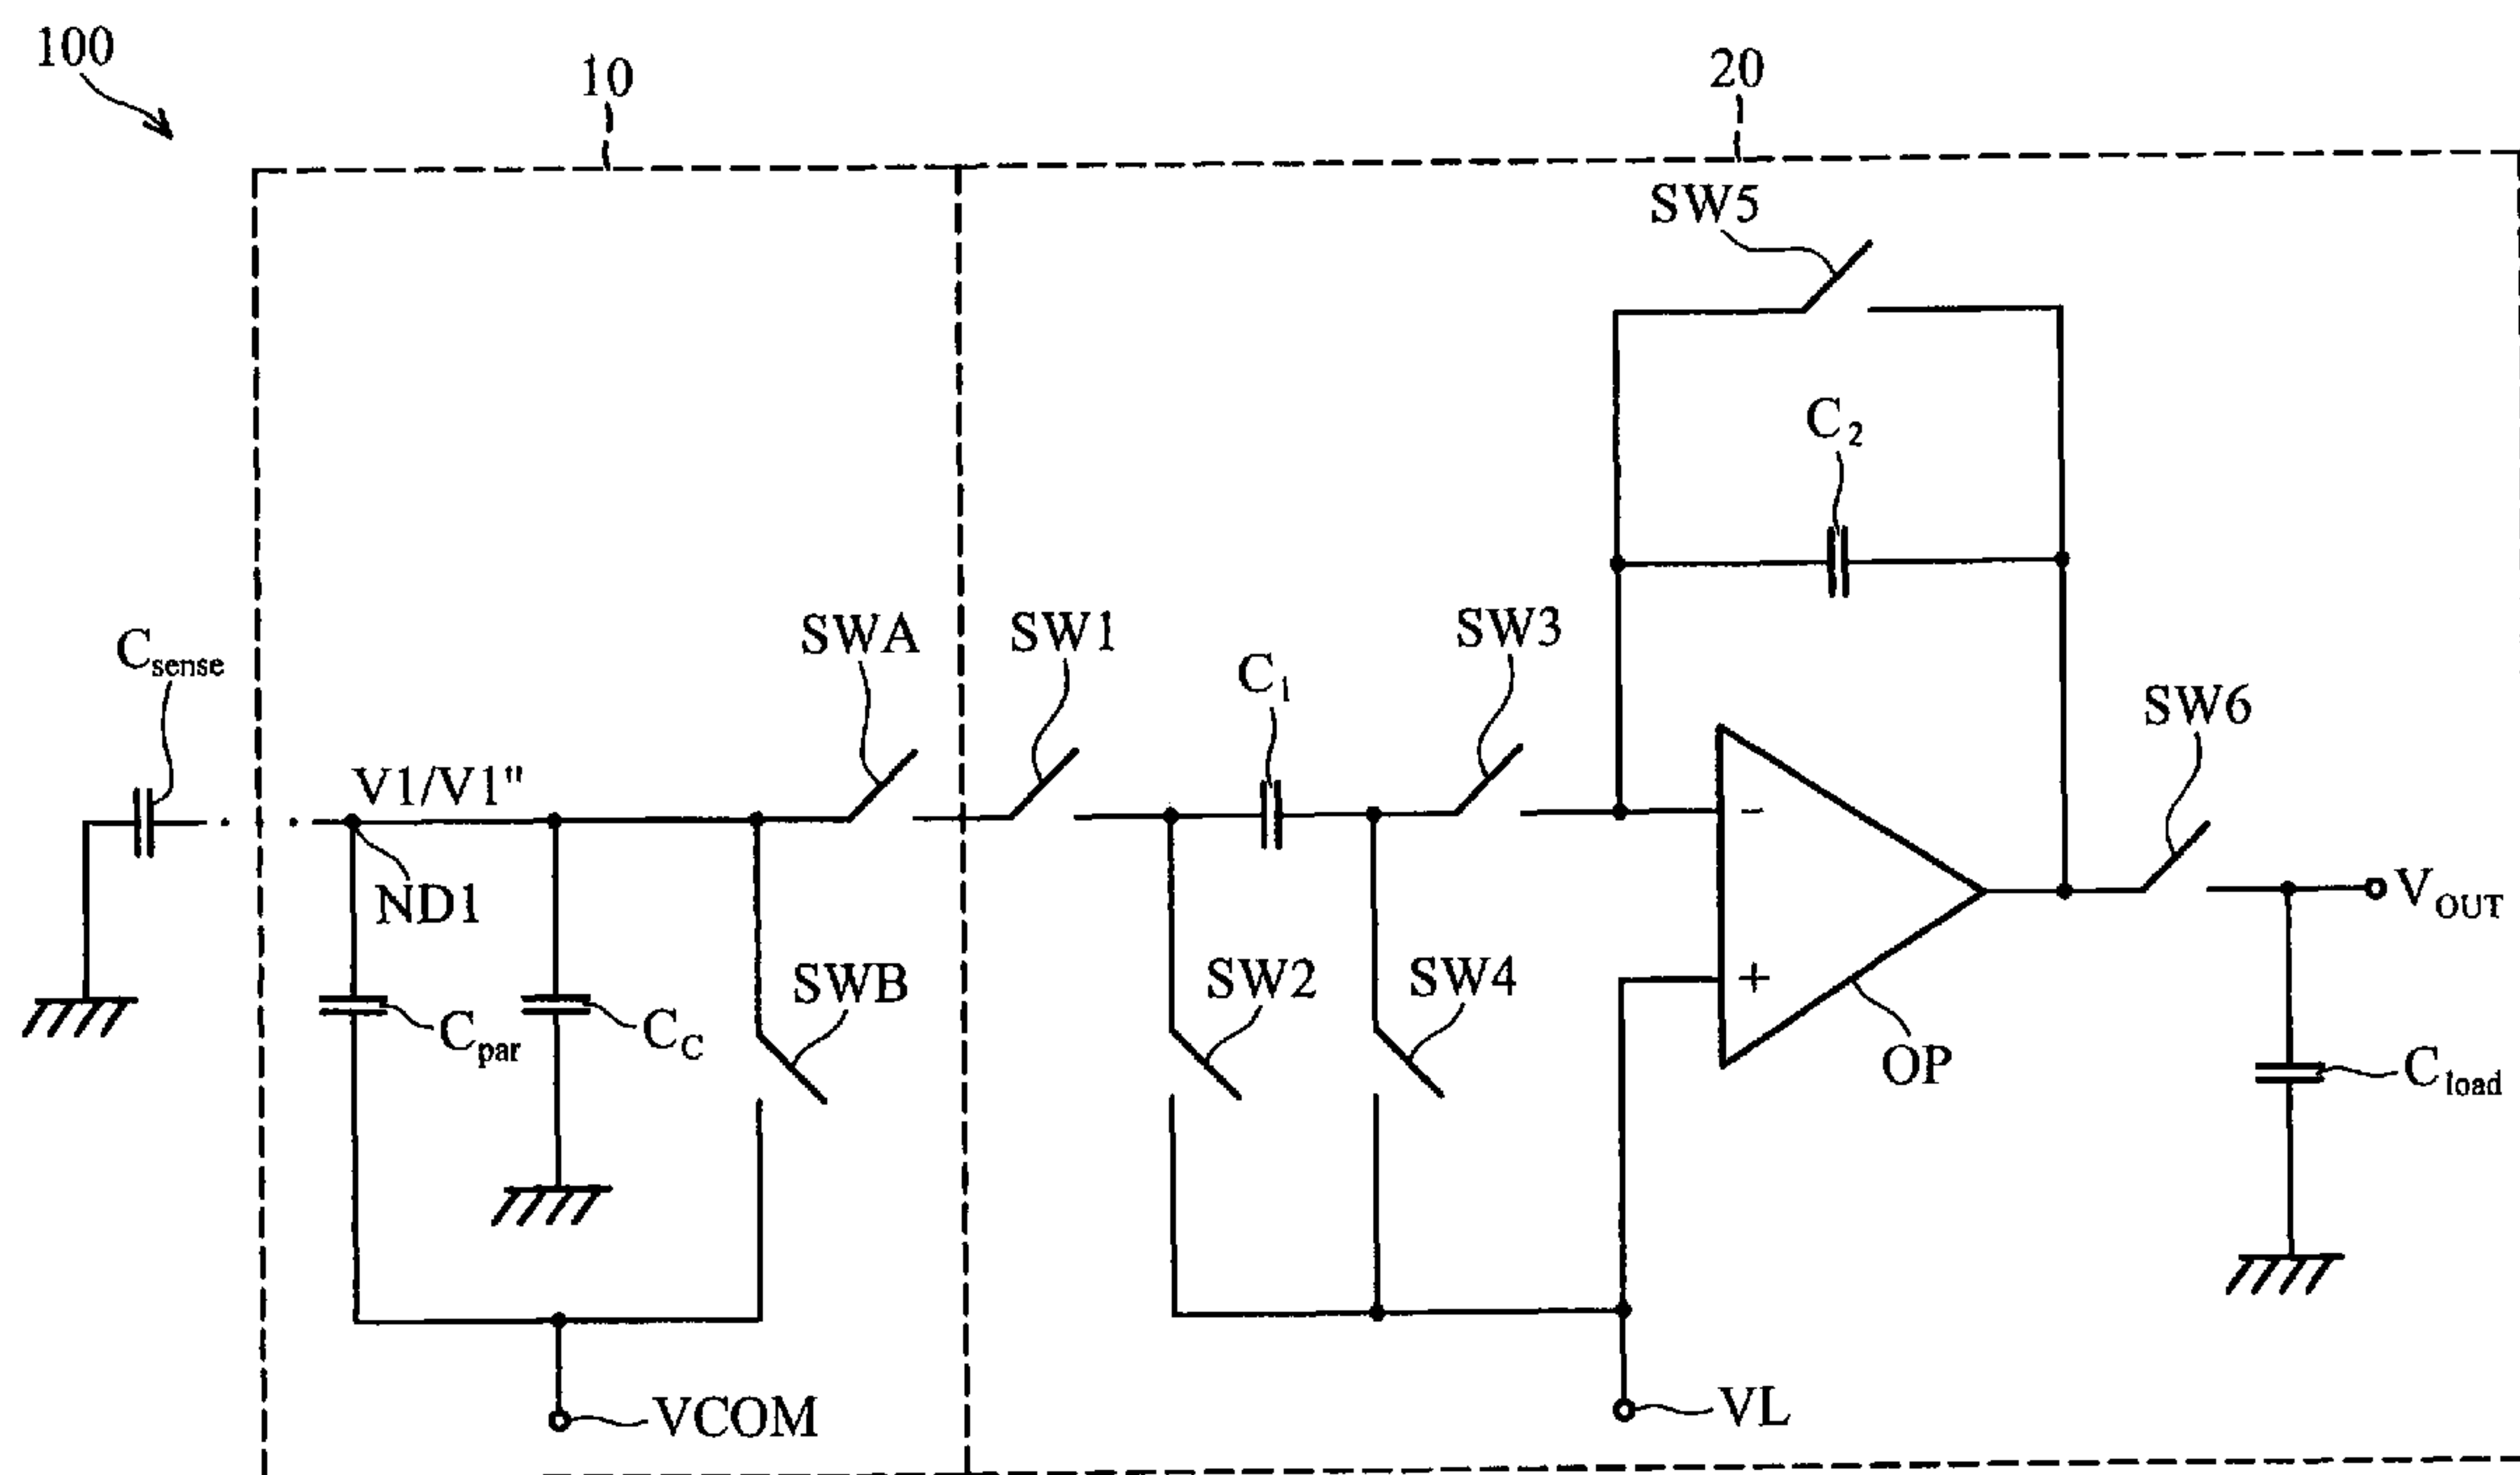 100
10
20
SW5
C2
Csense
SWA
SW1
C1
SW3
SW6
V1/V1"
ND1
-
+
VOUT
Cpar
CC
SWB
SW2
SW4
OP
Cload
VCOM
VL